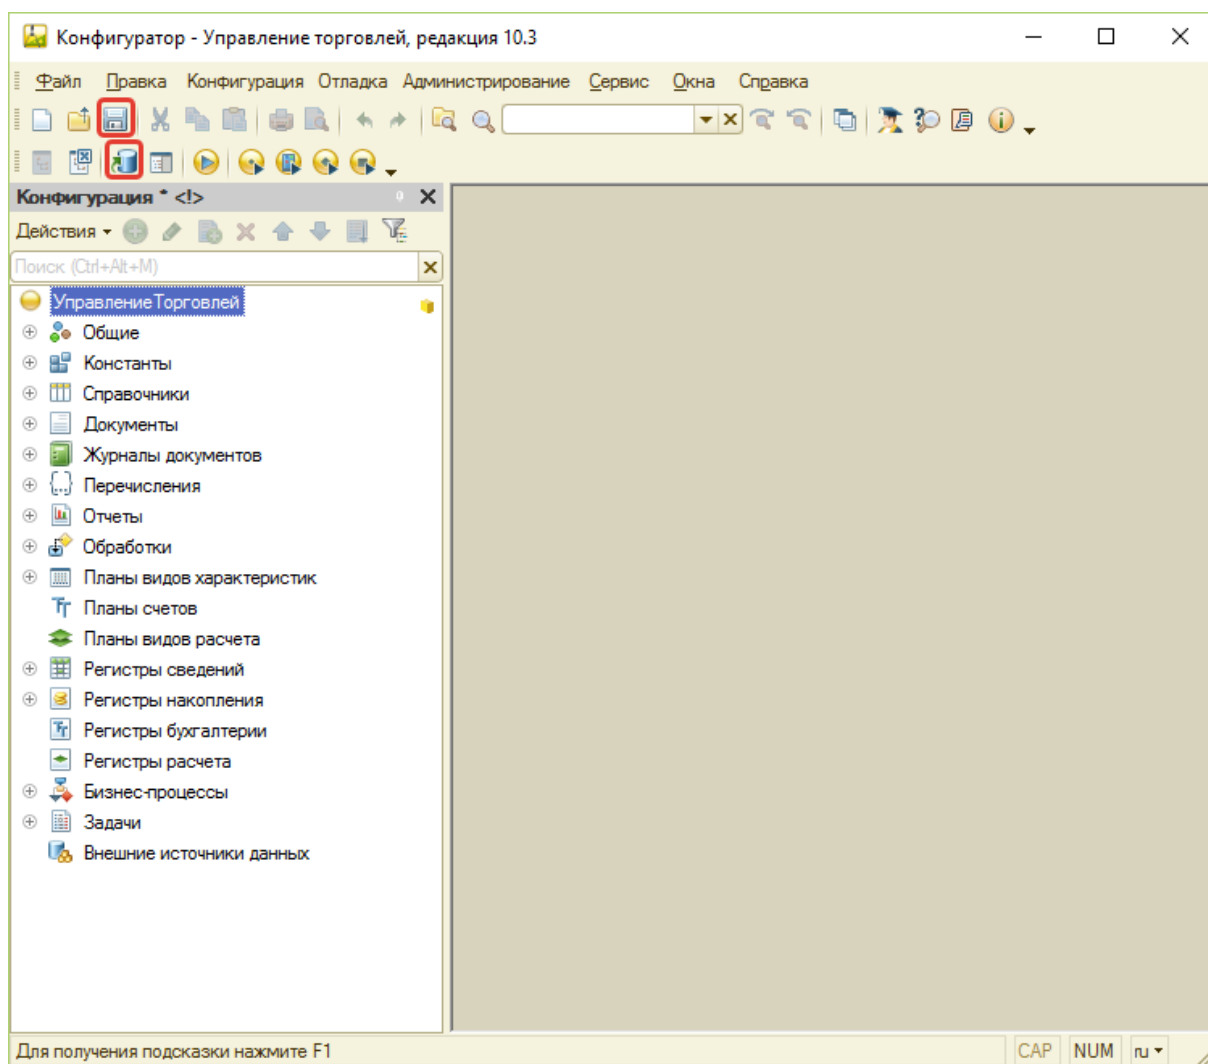 Конфигуратор - Управление торговлей, редакция 10.3
Файл Правка Конфигурация Отладка Администрирование Сервис Окна Справка
Конфигурация * <!>
Действия
Поиск (Ctrl+Alt+M)
УправлениеТорговлей
Общие
Константы
Справочники
Документы
Журналы документов
Перечисления
Отчеты
Обработки
Планы видов характеристик
Планы счетов
Планы видов расчета
Регистры сведений
Регистры накопления
Регистры бухгалтерии
Регистры расчета
Бизнес-процессы
Задачи
Внешние источники данных
Для получения подсказки нажмите F1 CAP NUM ru